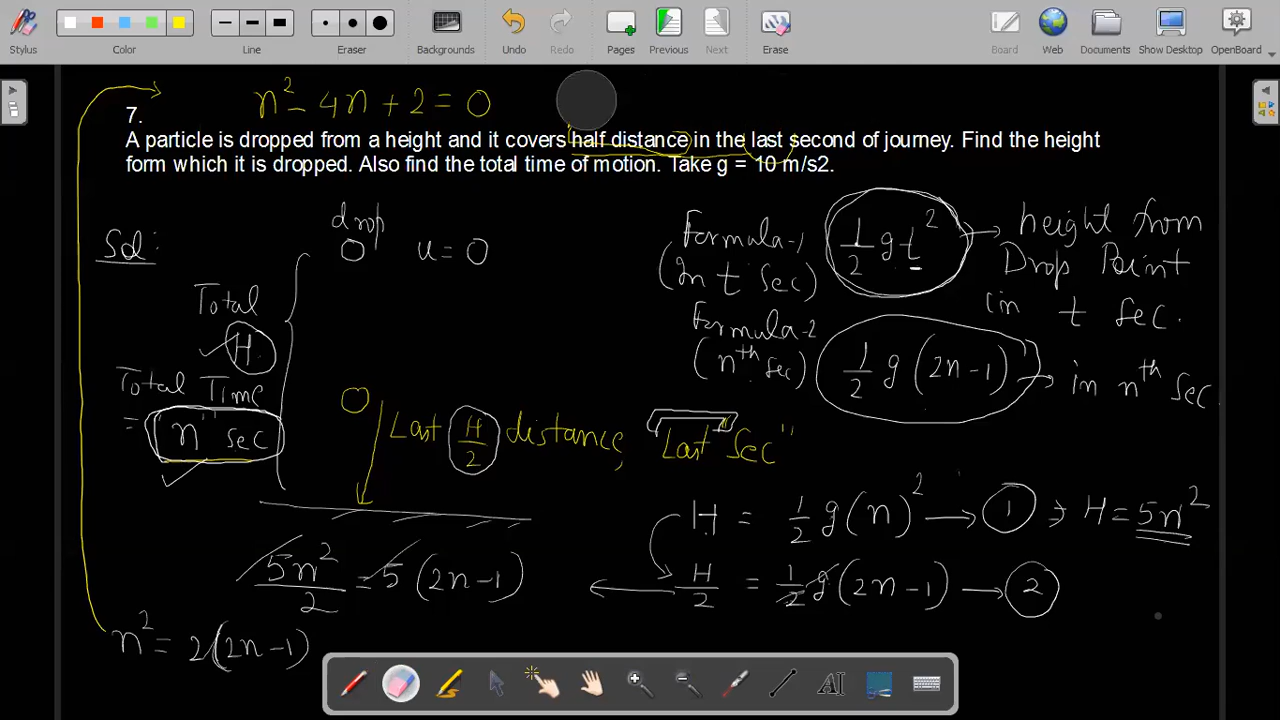 Stylus
Color
Line
Eraser
Backgrounds
Undo
Redo
Pages
Previous
Next
Erase
Board
Web
Documents
Show Desktop
OpenBoard
n² - 4n + 2 = 0
7.
A particle is dropped from a height and it covers half distance in the last second of journey. Find the height
form which it is dropped. Also find the total time of motion. Take g = 10 m/s2.
Sol:
drop
u = 0
Total
H
Total Time
= "n" sec
Last H/2 distance, "Last" Sec"
Formula-1
(In t sec)
1/2 gt² → height from
Drop Point
in t sec.
Formula-2
(nth sec)
1/2 g(2n-1) → in nth sec
H = 1/2 g(n)² → 1 → H = 5n²
H/2 = 1/2 g(2n-1) → 2
5n²/2 = 5(2n-1)
n² = 2(2n-1)
AI